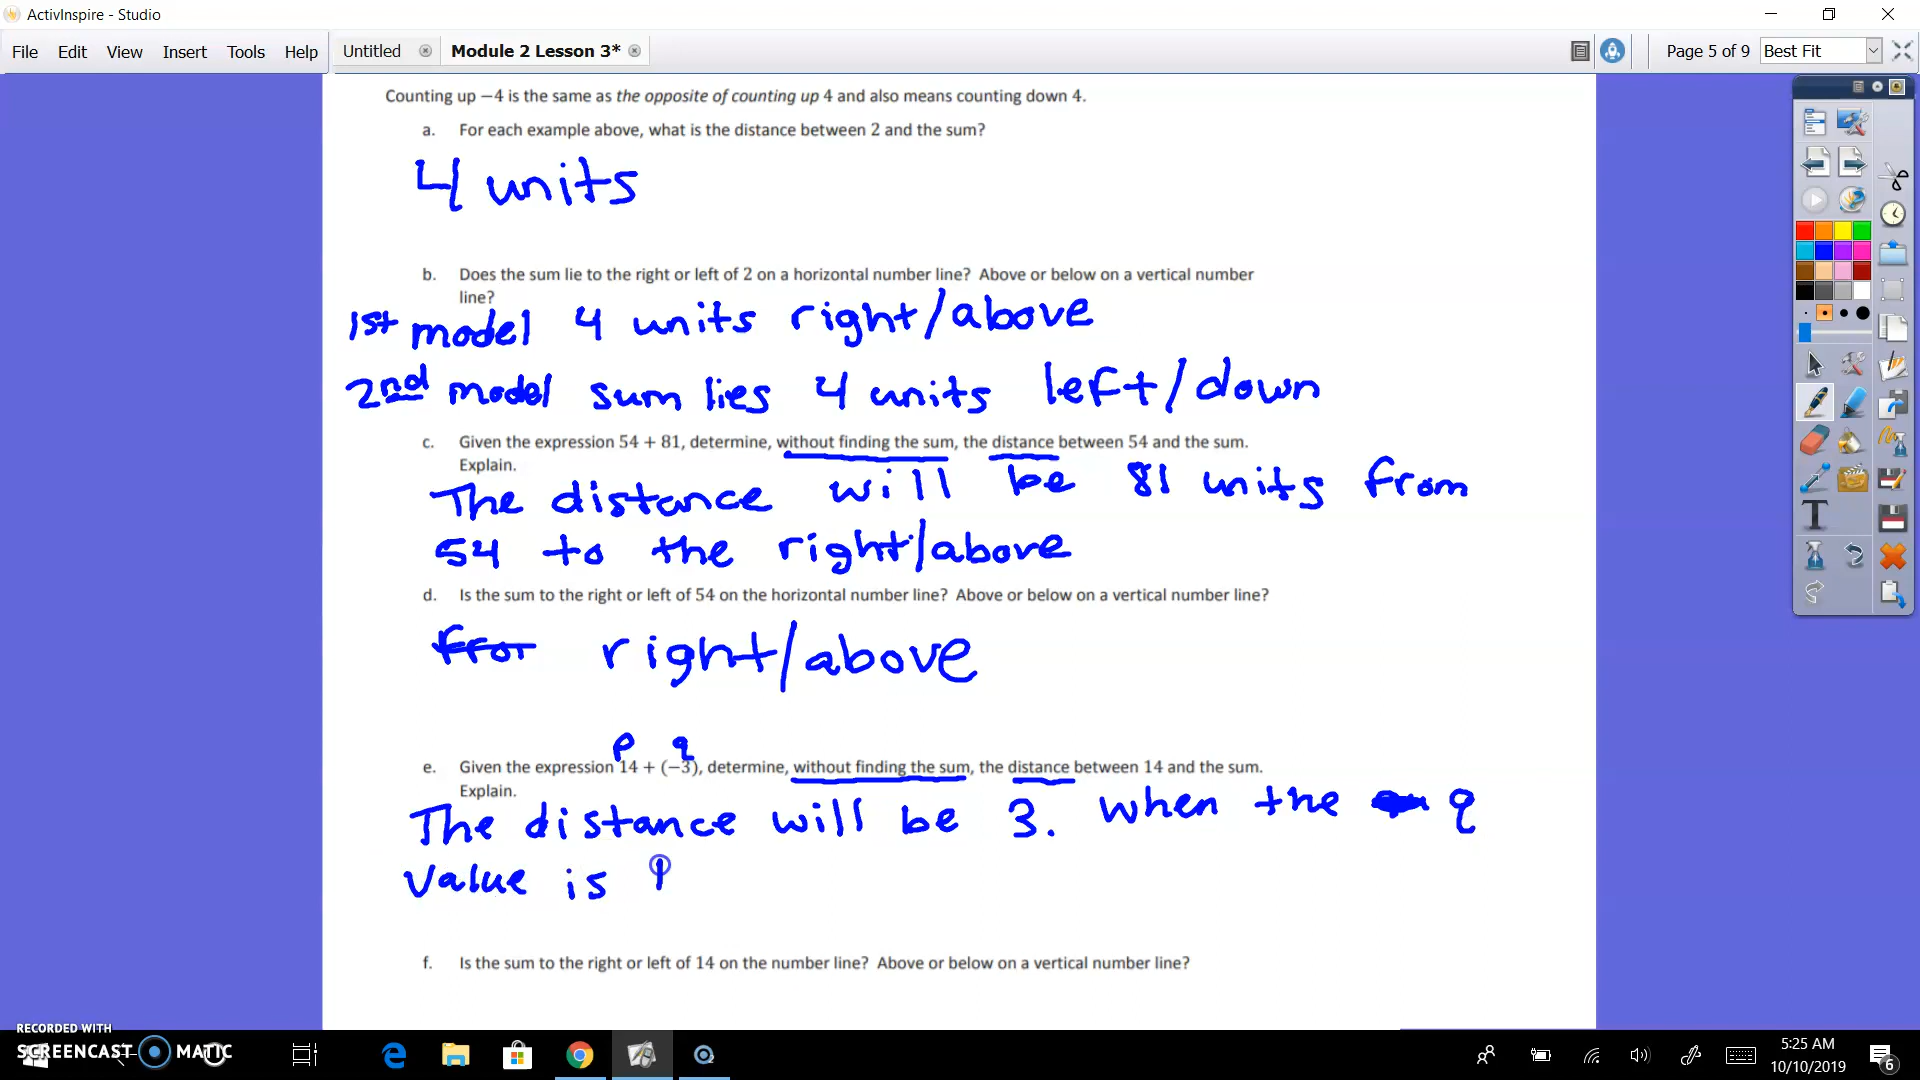 ActivInspire - Studio
File Edit View Insert Tools Help Untitled Module 2 Lesson 3* Page 5 of 9 Best Fit
Counting up −4 is the same as the opposite of counting up 4 and also means counting down 4.
a. For each example above, what is the distance between 2 and the sum?
4 units
b. Does the sum lie to the right or left of 2 on a horizontal number line? Above or below on a vertical number
line?
1st model 4 units right/above
2nd model sum lies 4 units left/down
c. Given the expression 54 + 81, determine, without finding the sum, the distance between 54 and the sum.
Explain.
The distance will be 81 units from
54 to the right/above
d. Is the sum to the right or left of 54 on the horizontal number line? Above or below on a vertical number line?
right/above
p q
e. Given the expression 14 + (−3), determine, without finding the sum, the distance between 14 and the sum.
Explain.
The distance will be 3. when the q
value is
f. Is the sum to the right or left of 14 on the number line? Above or below on a vertical number line?
RECORDED WITH
SCREENCAST MATIC
5:25 AM
10/10/2019
6